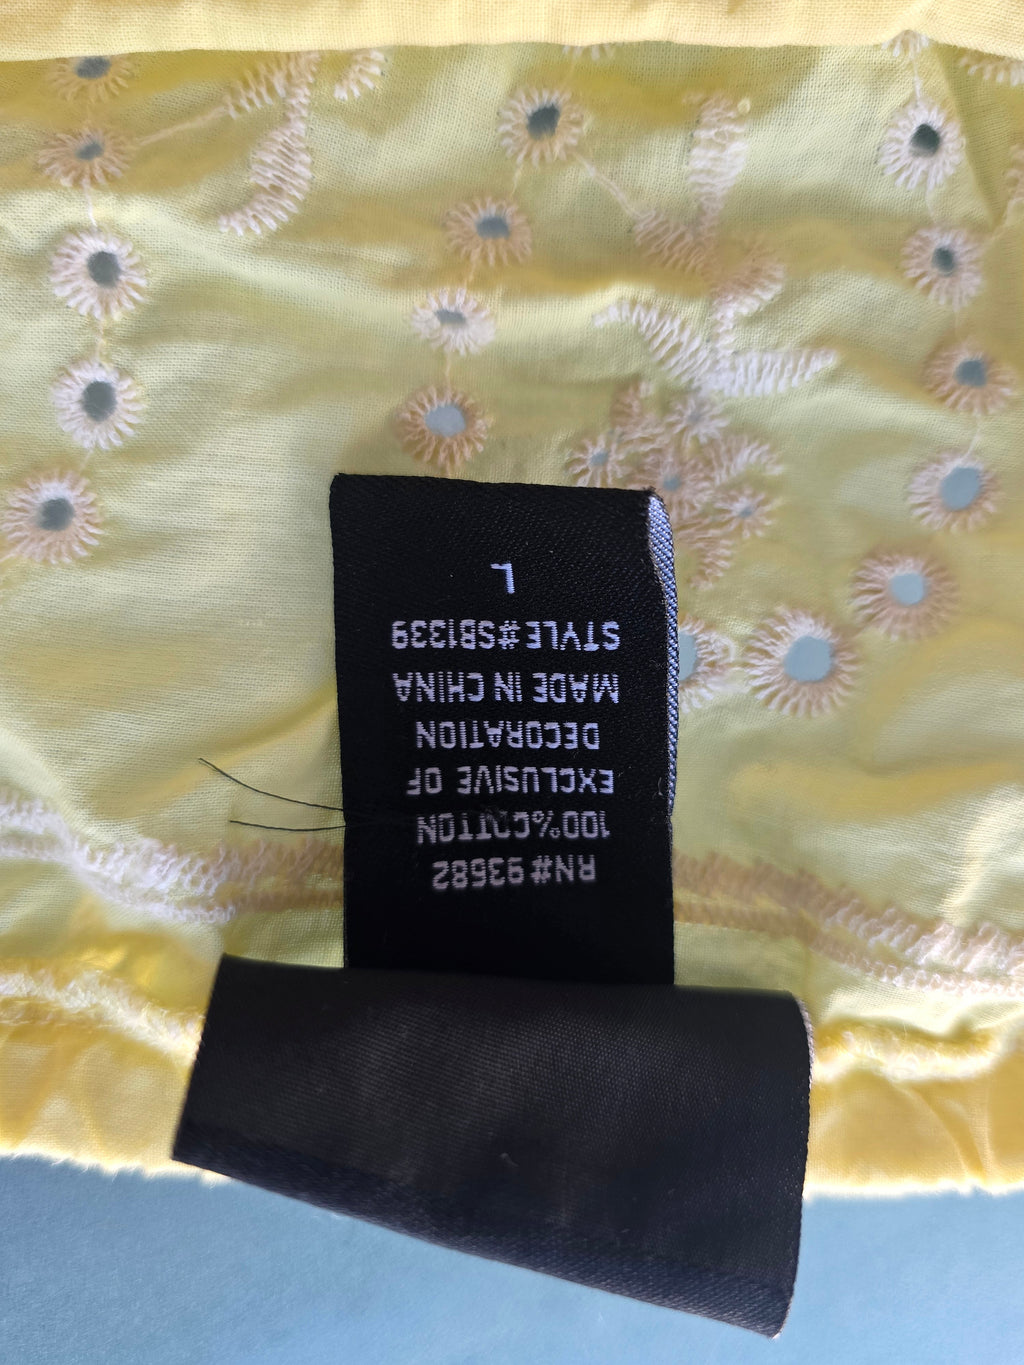 RN# 93682
100%COTTON
EXCLUSIVE OF
DECORATION
MADE IN CHINA
STYLE #SB1339
L